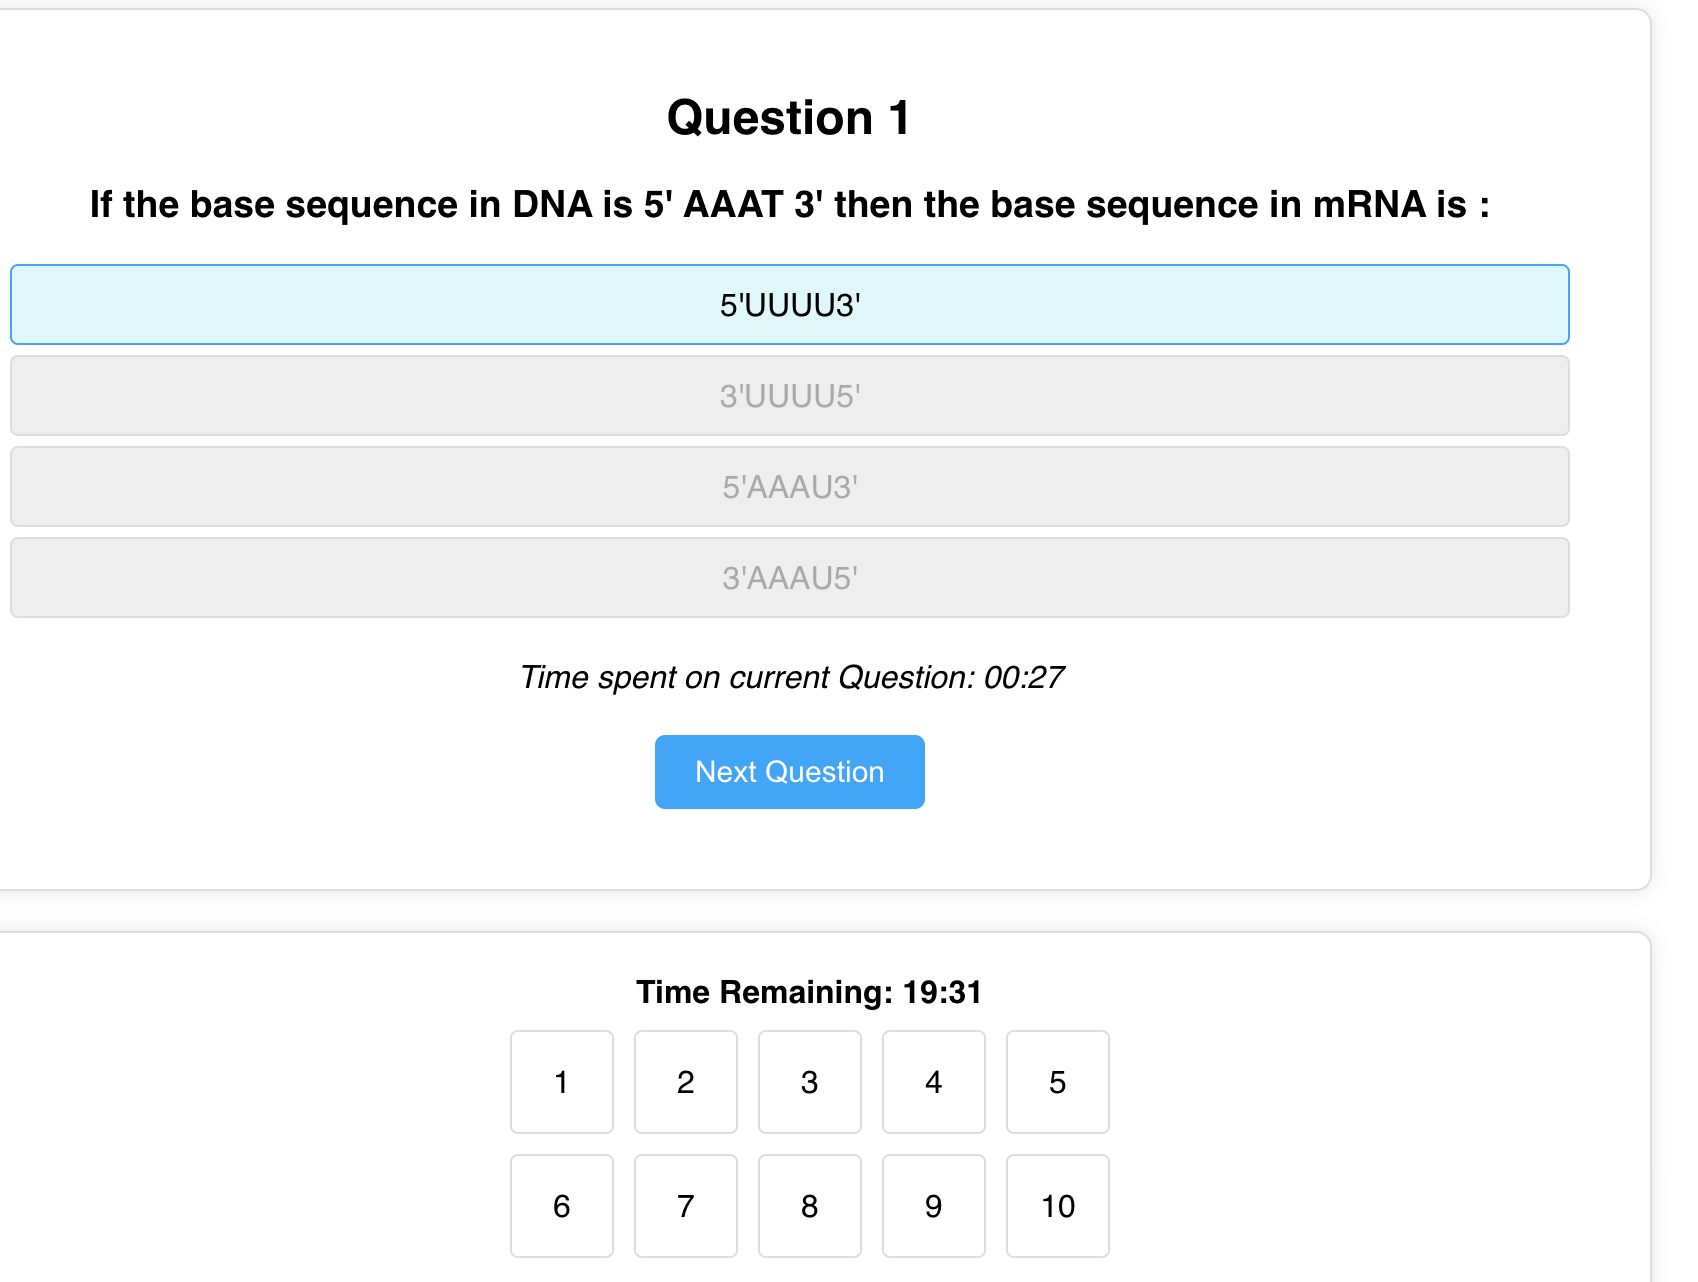 Question 1
If the base sequence in DNA is 5' AAAT 3' then the base sequence in mRNA is :
5'UUUU3'
3'UUUU5'
5'AAAU3'
3'AAAU5'
Time spent on current Question: 00:27
Next Question
Time Remaining: 19:31
1 2 3 4 5
6 7 8 9 10